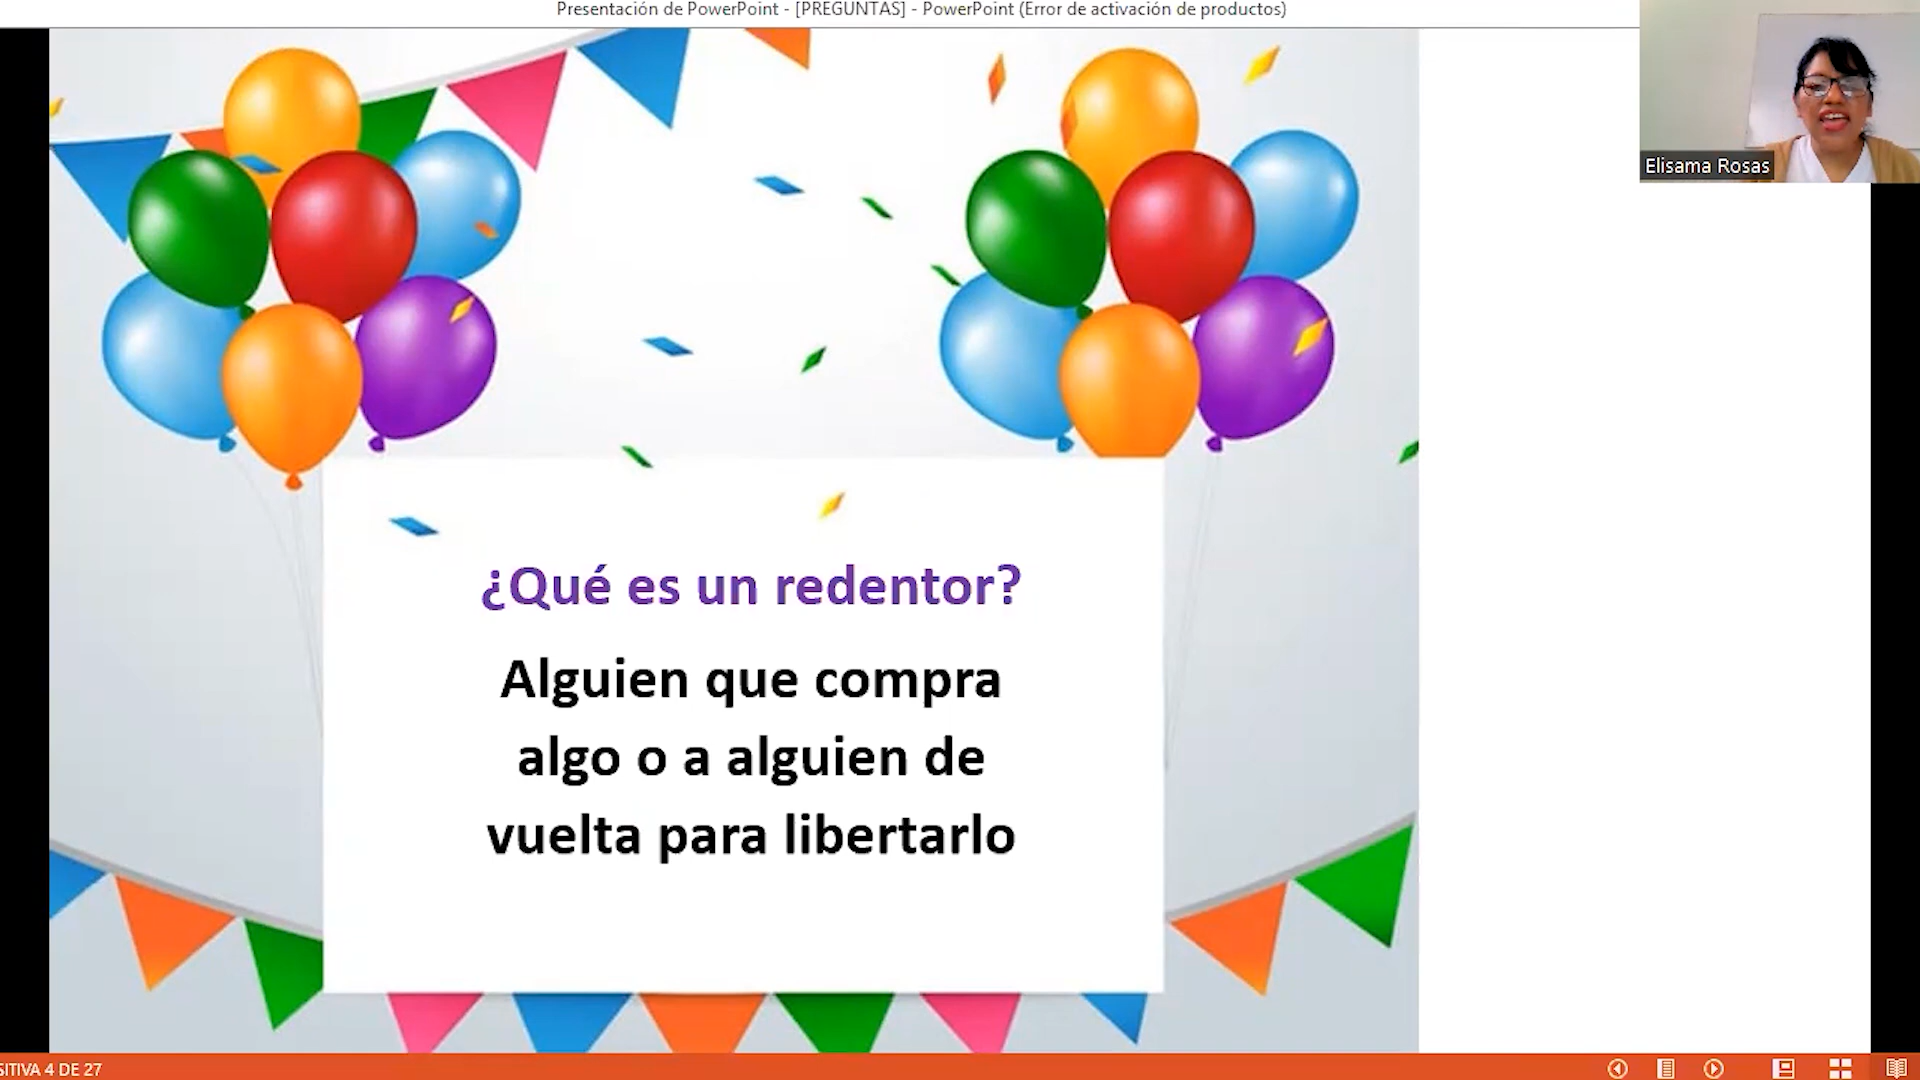 Presentación de PowerPoint - [PREGUNTAS] - PowerPoint (Error de activación de productos)
Elisama Rosas
¿Qué es un redentor?
Alguien que compra
algo o a alguien de
vuelta para libertarlo
SITIVA 4 DE 27